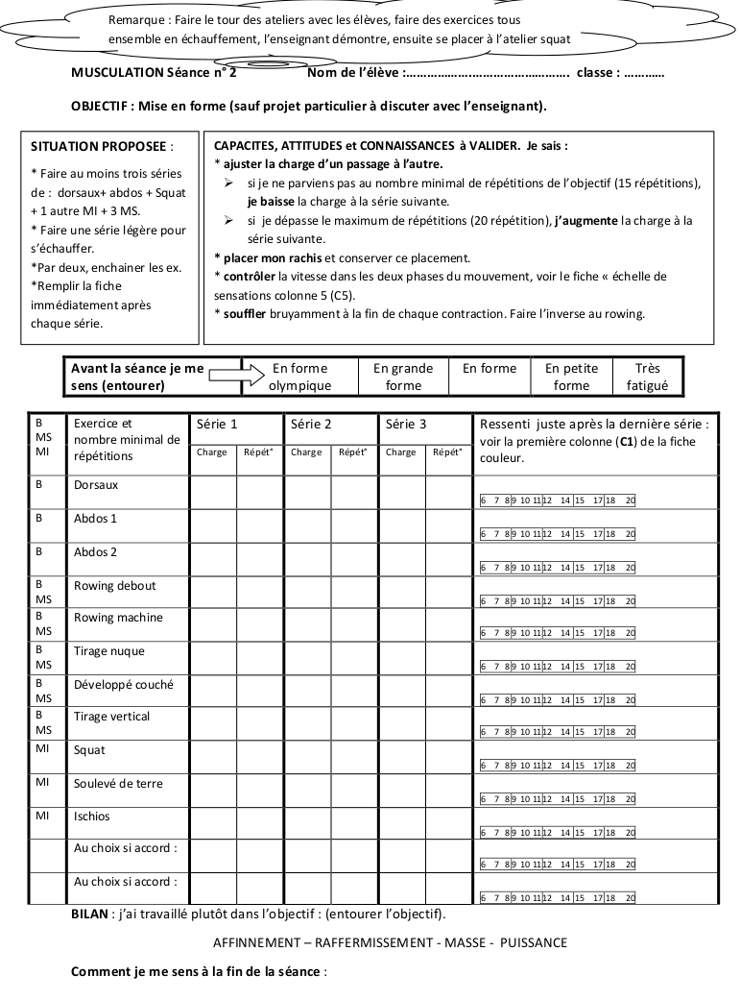 Remarque : Faire le tour des ateliers avec les élèves, faire des exercices tous
ensemble en échauffement, l’enseignant démontre, ensuite se placer à l’atelier squat
MUSCULATION Séance n° 2 Nom de l’élève :………………………………………. classe : …………
OBJECTIF : Mise en forme (sauf projet particulier à discuter avec l’enseignant).
SITUATION PROPOSEE :
* Faire au moins trois séries
de : dorsaux+ abdos + Squat
+ 1 autre MI + 3 MS.
* Faire une série légère pour
s’échauffer.
*Par deux, enchainer les ex.
*Remplir la fiche
immédiatement après
chaque série.
CAPACITES, ATTITUDES et CONNAISSANCES à VALIDER. Je sais :
* ajuster la charge d’un passage à l’autre.
➢ si je ne parviens pas au nombre minimal de répétitions de l’objectif (15 répétitions),
je baisse la charge à la série suivante.
➢ si je dépasse le maximum de répétitions (20 répétition), j’augmente la charge à la
série suivante.
* placer mon rachis et conserver ce placement.
* contrôler la vitesse dans les deux phases du mouvement, voir le fiche « échelle de
sensations colonne 5 (C5).
* souffler bruyamment à la fin de chaque contraction. Faire l’inverse au rowing.
Avant la séance je me
sens (entourer)
En forme
olympique
En grande
forme
En forme
En petite
forme
Très
fatigué
B
MS
MI
Exercice et
nombre minimal de
répétitions
Série 1 Série 2 Série 3
Charge Répét° Charge Répét° Charge Répét°
Ressenti juste après la dernière série :
voir la première colonne (C1) de la fiche
couleur.
B Dorsaux
6 7 8 9 10 11 12 14 15 17 18 20
B Abdos 1
6 7 8 9 10 11 12 14 15 17 18 20
B Abdos 2
6 7 8 9 10 11 12 14 15 17 18 20
B Rowing debout
MS 6 7 8 9 10 11 12 14 15 17 18 20
B Rowing machine
MS 6 7 8 9 10 11 12 14 15 17 18 20
B Tirage nuque
MS 6 7 8 9 10 11 12 14 15 17 18 20
B Développé couché
MS 6 7 8 9 10 11 12 14 15 17 18 20
B Tirage vertical
MS 6 7 8 9 10 11 12 14 15 17 18 20
MI Squat
6 7 8 9 10 11 12 14 15 17 18 20
MI Soulevé de terre
6 7 8 9 10 11 12 14 15 17 18 20
MI Ischios
6 7 8 9 10 11 12 14 15 17 18 20
Au choix si accord :
6 7 8 9 10 11 12 14 15 17 18 20
Au choix si accord :
6 7 8 9 10 11 12 14 15 17 18 20
BILAN : j’ai travaillé plutôt dans l’objectif : (entourer l’objectif).
AFFINNEMENT – RAFFERMISSEMENT - MASSE - PUISSANCE
Comment je me sens à la fin de la séance :